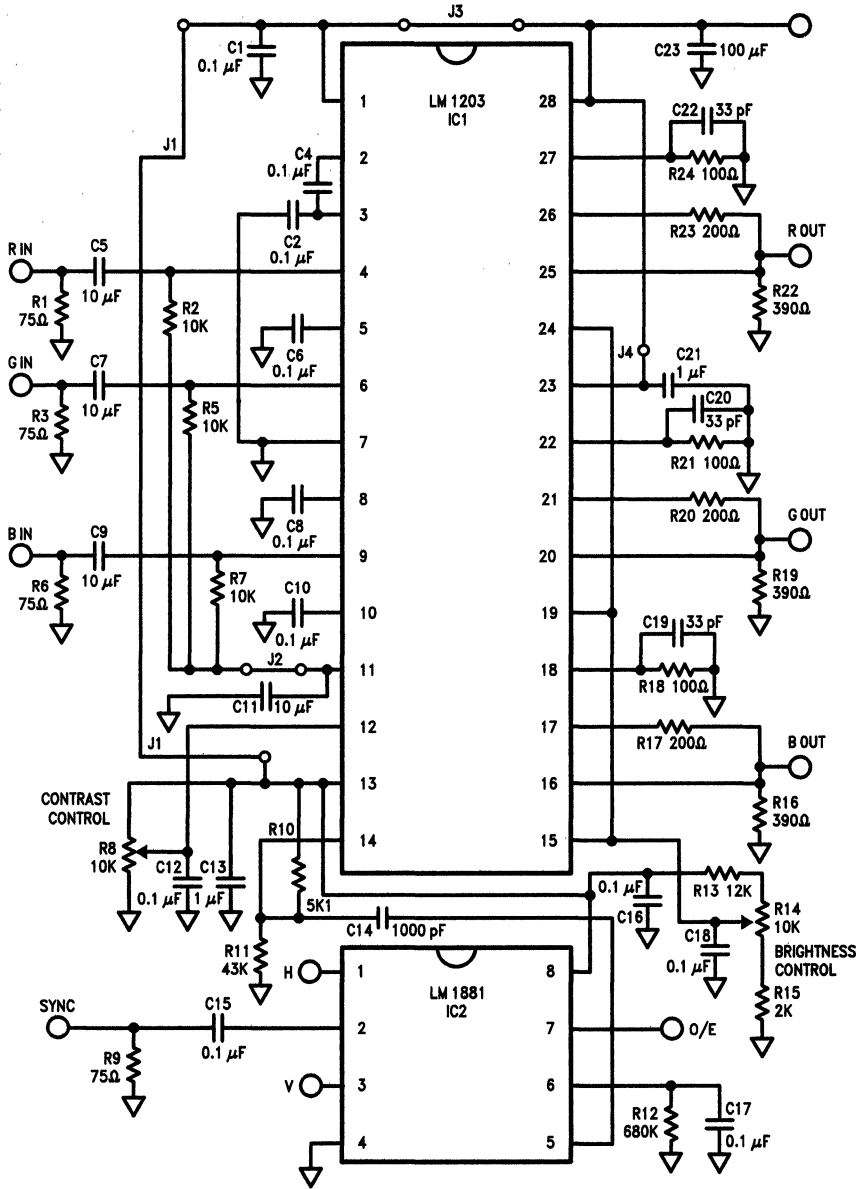 J3
C1
0.1 μF
C23
100 μF
LM 1203
IC1
1
28
C22
33 pF
J1
C4
0.1 μF
2
27
R24 100Ω
3
26
C2
0.1 μF
R23 200Ω
R OUT
R IN
C5
10 μF
4
25
R1
75Ω
R2
10K
R22
390Ω
5
24
C6
0.1 μF
J4
C21
1 μF
G IN
C7
10 μF
6
23
R3
75Ω
R5
10K
C20
33 pF
7
22
R21 100Ω
8
21
C8
0.1 μF
R20 200Ω
G OUT
B IN
C9
10 μF
9
20
R6
75Ω
R7
10K
R19
390Ω
C10
0.1 μF
10
19
C19
33 pF
J2
11
18
R18 100Ω
C11
10 μF
12
17
R17 200Ω
J1
B OUT
13
16
CONTRAST
CONTROL
R16
390Ω
R8
10K
R10
14
15
C12
0.1 μF
C13
1 μF
5K1
0.1 μF
C16
R13 12K
R14
10K
C14
1000 pF
C18
0.1 μF
BRIGHTNESS
CONTROL
R11
43K
H
1
8
LM 1881
IC2
R15
2K
SYNC
C15
0.1 μF
2
7
O/E
R9
75Ω
V
3
6
R12
680K
C17
0.1 μF
4
5